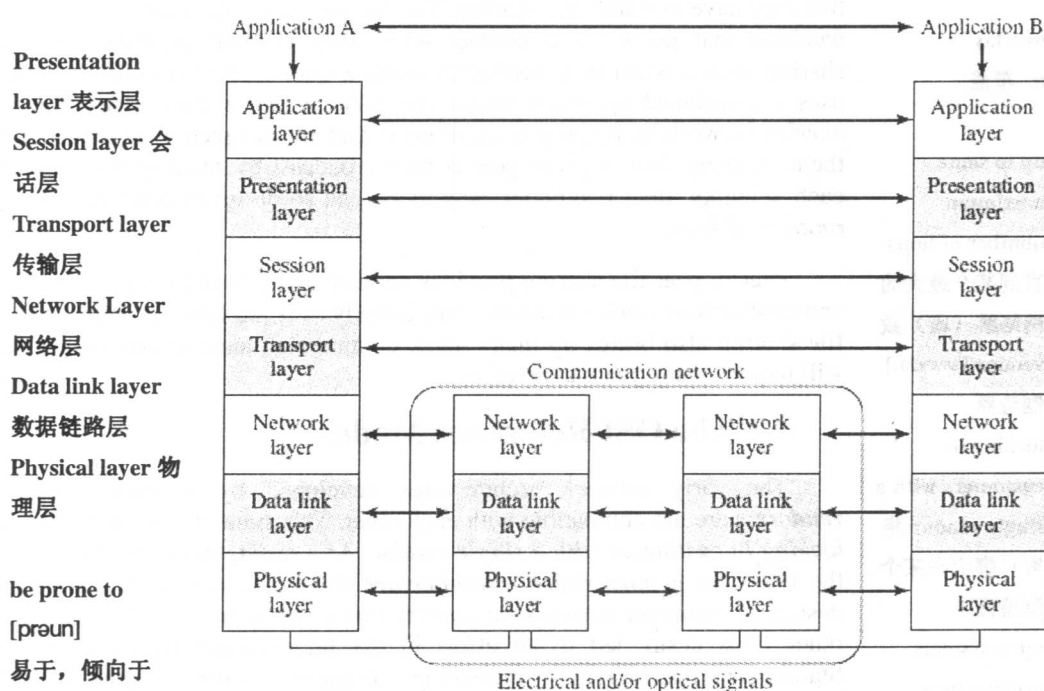 Presentation
layer 表示层
Session layer 会
话层
Transport layer
传输层
Network Layer
网络层
Data link layer
数据链路层
Physical layer 物
理层
be prone to
[prəun]
易于，倾向于
Application A
Application B
Application
layer
Presentation
layer
Session
layer
Transport
layer
Network
layer
Data link
layer
Physical
layer
Communication network
Network
layer
Data link
layer
Physical
layer
Network
layer
Data link
layer
Physical
layer
Application
layer
Presentation
layer
Session
layer
Transport
layer
Network
layer
Data link
layer
Physical
layer
Electrical and/or optical signals